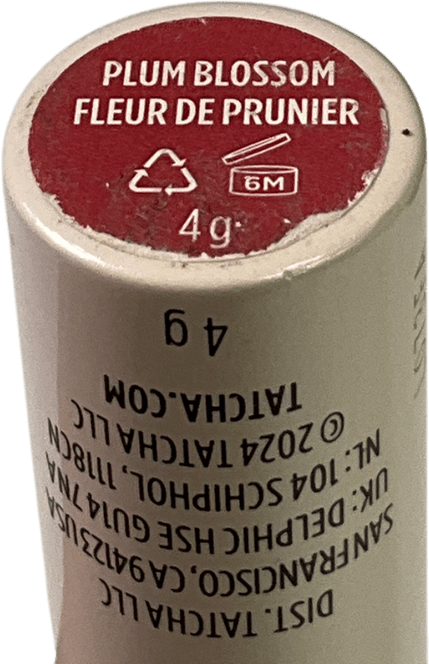 PLUM BLOSSOM
FLEUR DE PRUNIER
6M
4g
DIST. TATCHA LLC
SAN FRANCISCO, CA 94123 USA
UK: DELPHIC HSE GU14 7NA
NL: 104 SCHIPHOL, 1118CN
© 2024 TATCHA LLC
TATCHA.COM
4 g